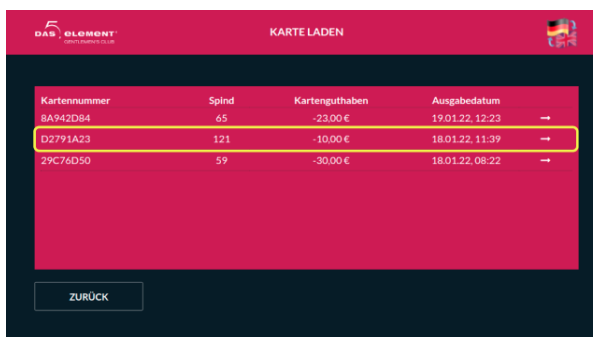 DAS 5. ELEMENT
GENTLEMEN'S CLUB
KARTE LADEN
Kartennummer Spind Kartenguthaben Ausgabedatum
8A942D84 65 -23,00 € 19.01.22, 12:23 →
D2791A23 121 -10,00 € 18.01.22, 11:39 →
29C76D50 59 -30,00 € 18.01.22, 08:22 →
ZURÜCK